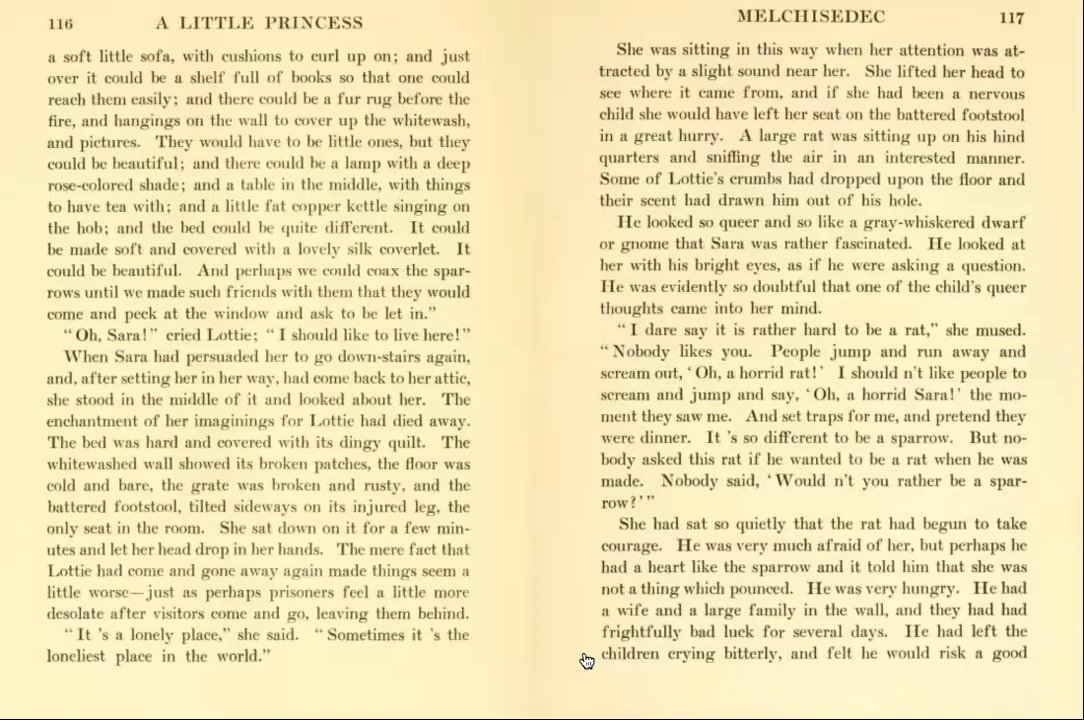 116 A LITTLE PRINCESS
a soft little sofa, with cushions to curl up on; and just
over it could be a shelf full of books so that one could
reach them easily; and there could be a fur rug before the
fire, and hangings on the wall to cover up the whitewash,
and pictures. They would have to be little ones, but they
could be beautiful; and there could be a lamp with a deep
rose-colored shade; and a table in the middle, with things
to have tea with; and a little fat copper kettle singing on
the hob; and the bed could be quite different. It could
be made soft and covered with a lovely silk coverlet. It
could be beautiful. And perhaps we could coax the spar-
rows until we made such friends with them that they would
come and peck at the window and ask to be let in."
"Oh, Sara!" cried Lottie; "I should like to live here!"
When Sara had persuaded her to go down-stairs again,
and, after setting her in her way, had come back to her attic,
she stood in the middle of it and looked about her. The
enchantment of her imaginings for Lottie had died away.
The bed was hard and covered with its dingy quilt. The
whitewashed wall showed its broken patches, the floor was
cold and bare, the grate was broken and rusty, and the
battered footstool, tilted sideways on its injured leg, the
only seat in the room. She sat down on it for a few min-
utes and let her head drop in her hands. The mere fact that
Lottie had come and gone away again made things seem a
little worse—just as perhaps prisoners feel a little more
desolate after visitors come and go, leaving them behind.
"It 's a lonely place," she said. "Sometimes it 's the
loneliest place in the world."
MELCHISEDEC 117
She was sitting in this way when her attention was at-
tracted by a slight sound near her. She lifted her head to
see where it came from, and if she had been a nervous
child she would have left her seat on the battered footstool
in a great hurry. A large rat was sitting up on his hind
quarters and sniffing the air in an interested manner.
Some of Lottie's crumbs had dropped upon the floor and
their scent had drawn him out of his hole.
He looked so queer and so like a gray-whiskered dwarf
or gnome that Sara was rather fascinated. He looked at
her with his bright eyes, as if he were asking a question.
He was evidently so doubtful that one of the child's queer
thoughts came into her mind.
"I dare say it is rather hard to be a rat," she mused.
"Nobody likes you. People jump and run away and
scream out, 'Oh, a horrid rat!' I should n't like people to
scream and jump and say, 'Oh, a horrid Sara!' the mo-
ment they saw me. And set traps for me, and pretend they
were dinner. It 's so different to be a sparrow. But no-
body asked this rat if he wanted to be a rat when he was
made. Nobody said, 'Would n't you rather be a spar-
row?'"
She had sat so quietly that the rat had begun to take
courage. He was very much afraid of her, but perhaps he
had a heart like the sparrow and it told him that she was
not a thing which pounced. He was very hungry. He had
a wife and a large family in the wall, and they had had
frightfully bad luck for several days. He had left the
children crying bitterly, and felt he would risk a good